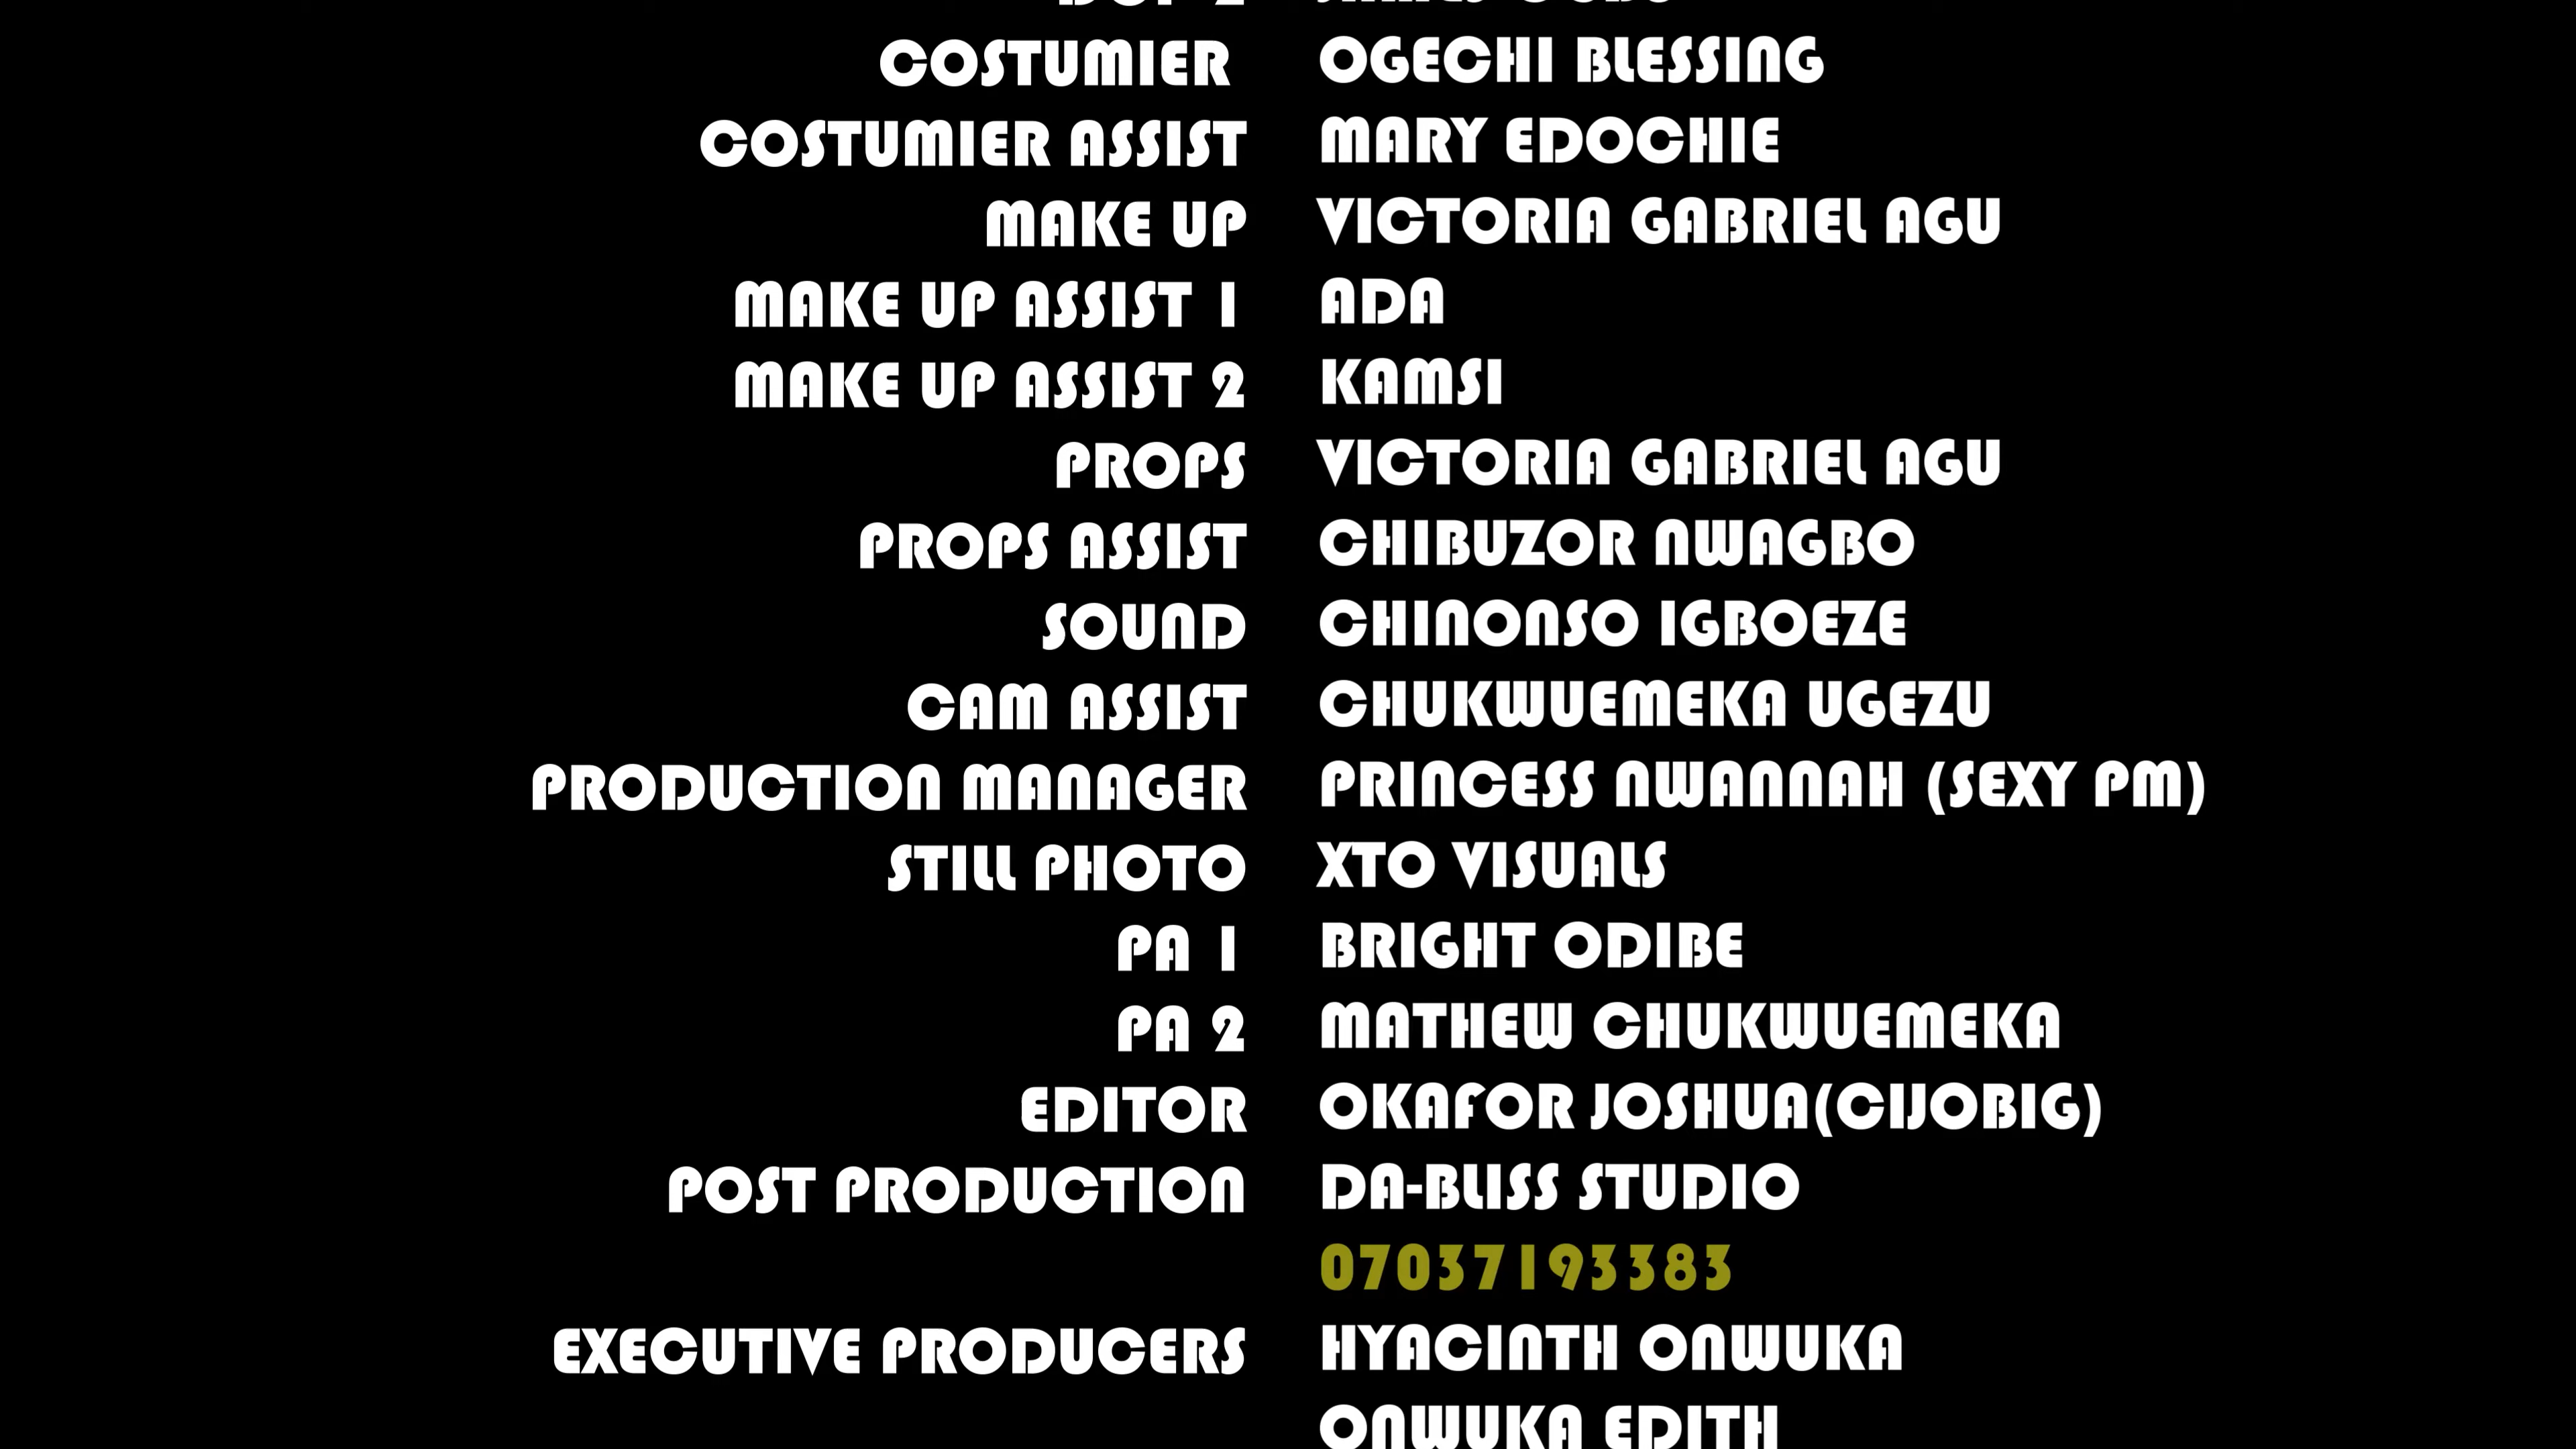 COSTUMIER OGECHI BLESSING
COSTUMIER ASSIST MARY EDOCHIE
MAKE UP VICTORIA GABRIEL AGU
MAKE UP ASSIST 1 ADA
MAKE UP ASSIST 2 KAMSI
PROPS VICTORIA GABRIEL AGU
PROPS ASSIST CHIBUZOR NWAGBO
SOUND CHINONSO IGBOEZE
CAM ASSIST CHUKWUEMEKA UGEZU
PRODUCTION MANAGER PRINCESS NWANNAH (SEXY PM)
STILL PHOTO XTO VISUALS
PA 1 BRIGHT ODIBE
PA 2 MATHEW CHUKWUEMEKA
EDITOR OKAFOR JOSHUA(CIJOBIG)
POST PRODUCTION DA-BLISS STUDIO
07037193383
EXECUTIVE PRODUCERS HYACINTH ONWUKA
ONWUKA EDITH